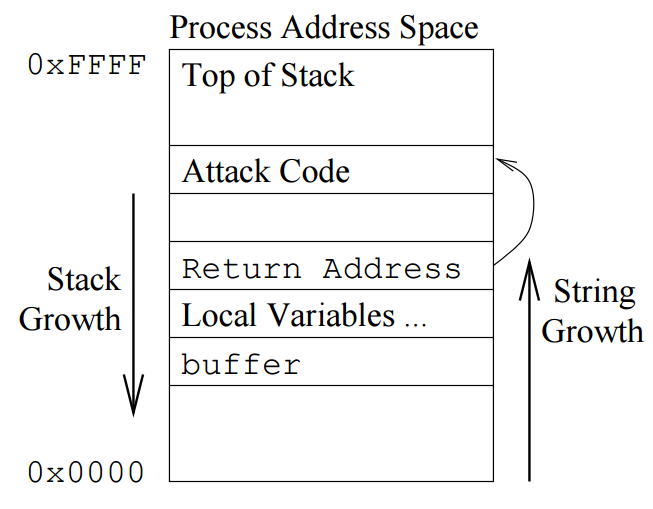 Process Address Space
0xFFFF
Top of Stack
Attack Code
Stack
Growth
Return Address
Local Variables ...
buffer
String
Growth
0x0000